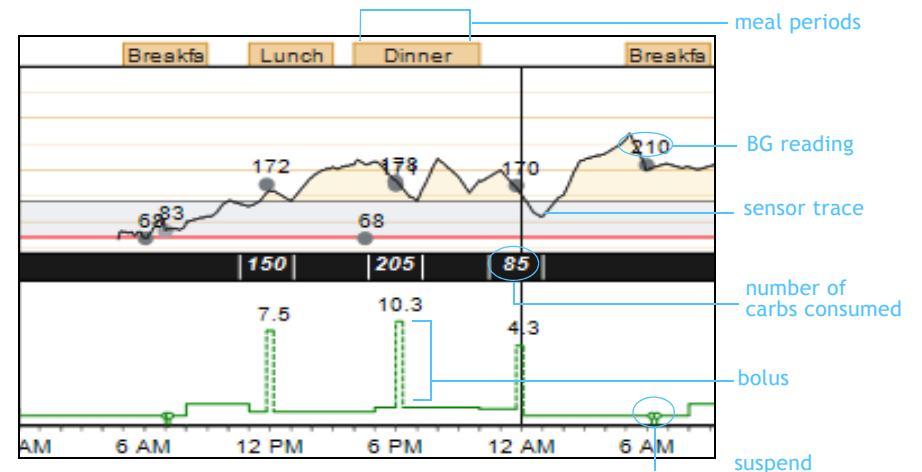 meal periods
Breakfa Lunch Dinner Breakfa
210 BG reading
172 170
83 68 sensor trace
68
150 205 85
number of
carbs consumed
10.3
7.5 4.3
bolus
AM 6 AM 12 PM 6 PM 12 AM 6 AM
suspend